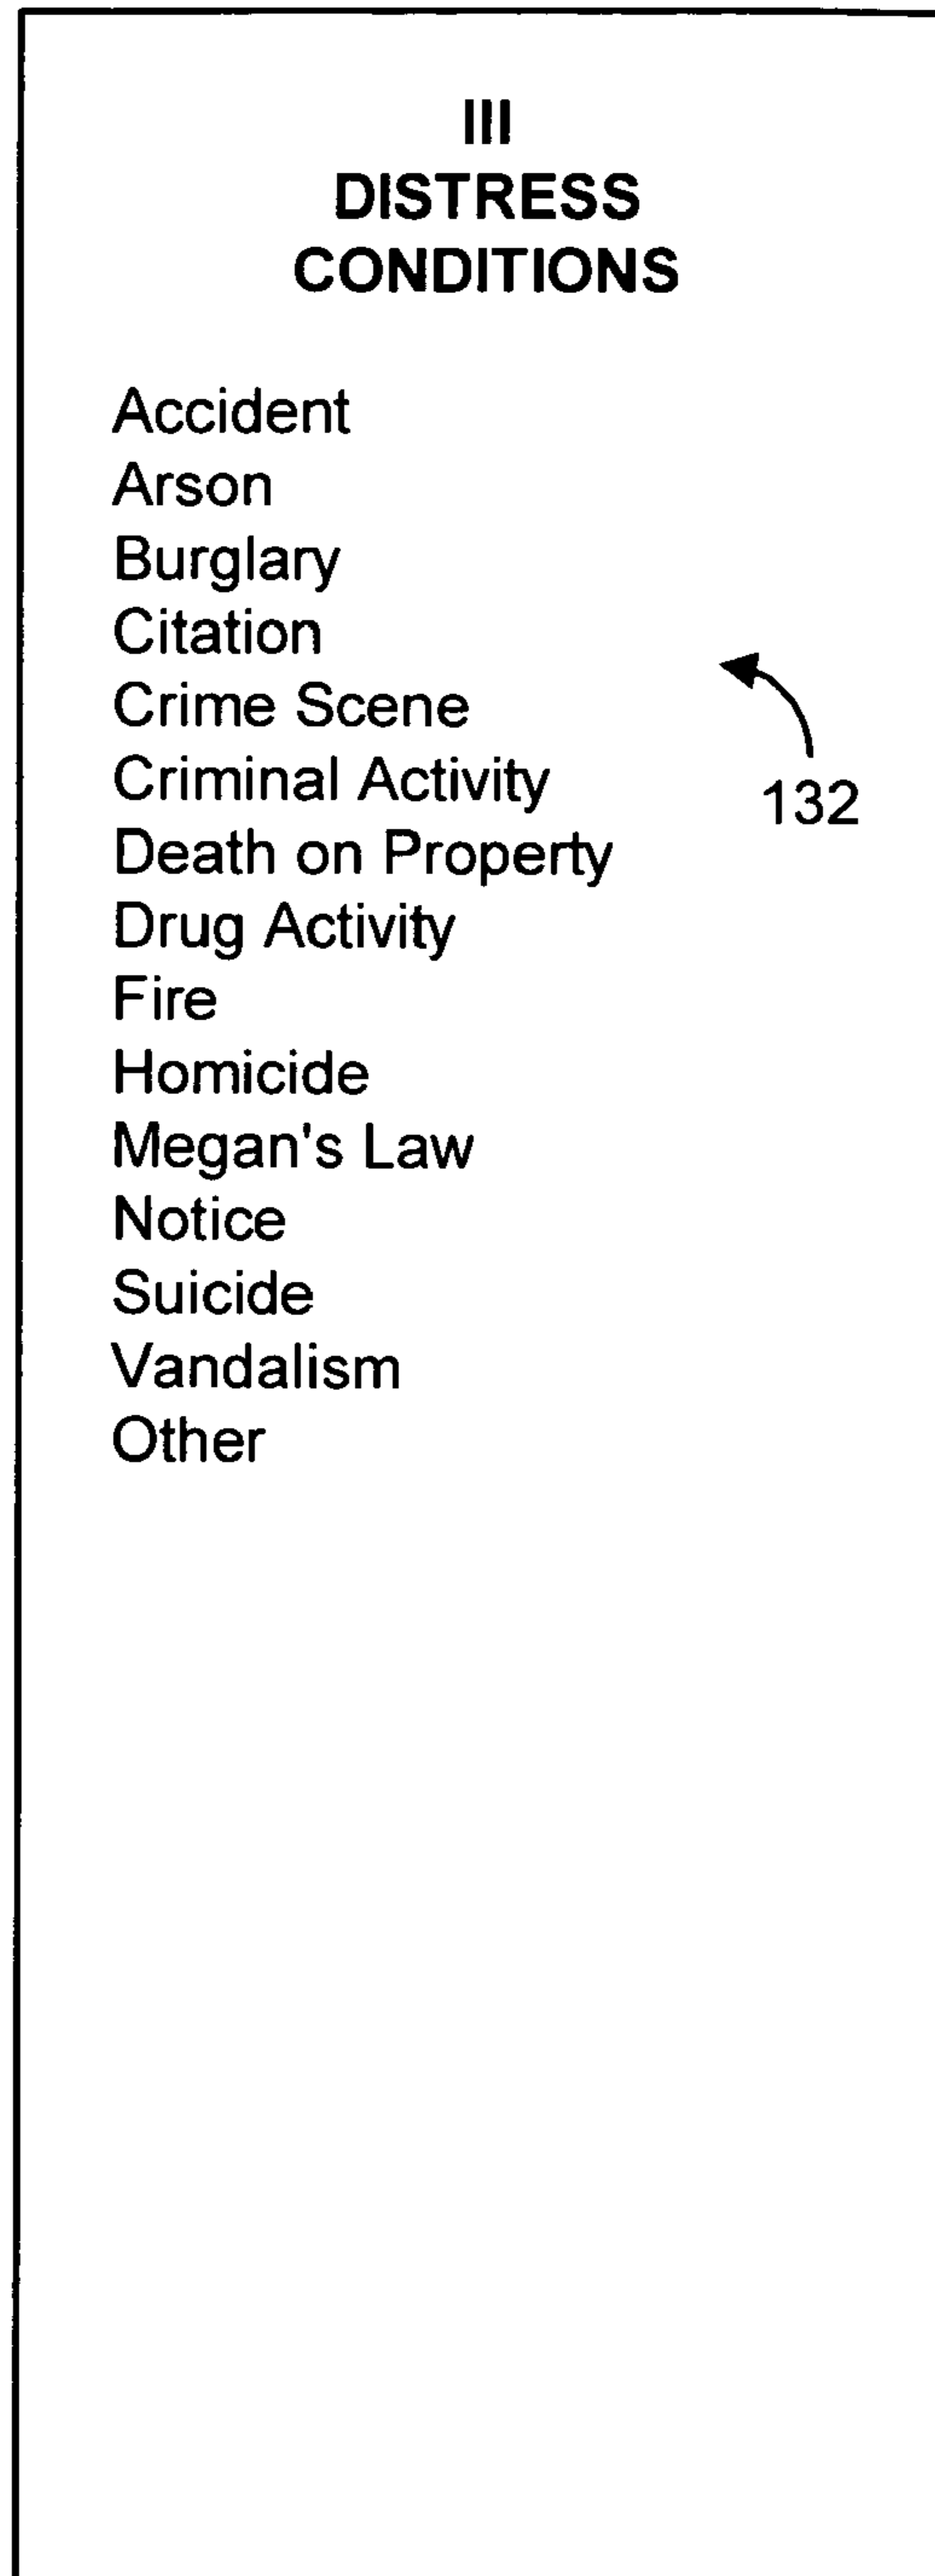 III
DISTRESS
CONDITIONS
Accident
Arson
Burglary
Citation
Crime Scene
Criminal Activity
132
Death on Property
Drug Activity
Fire
Homicide
Megan's Law
Notice
Suicide
Vandalism
Other